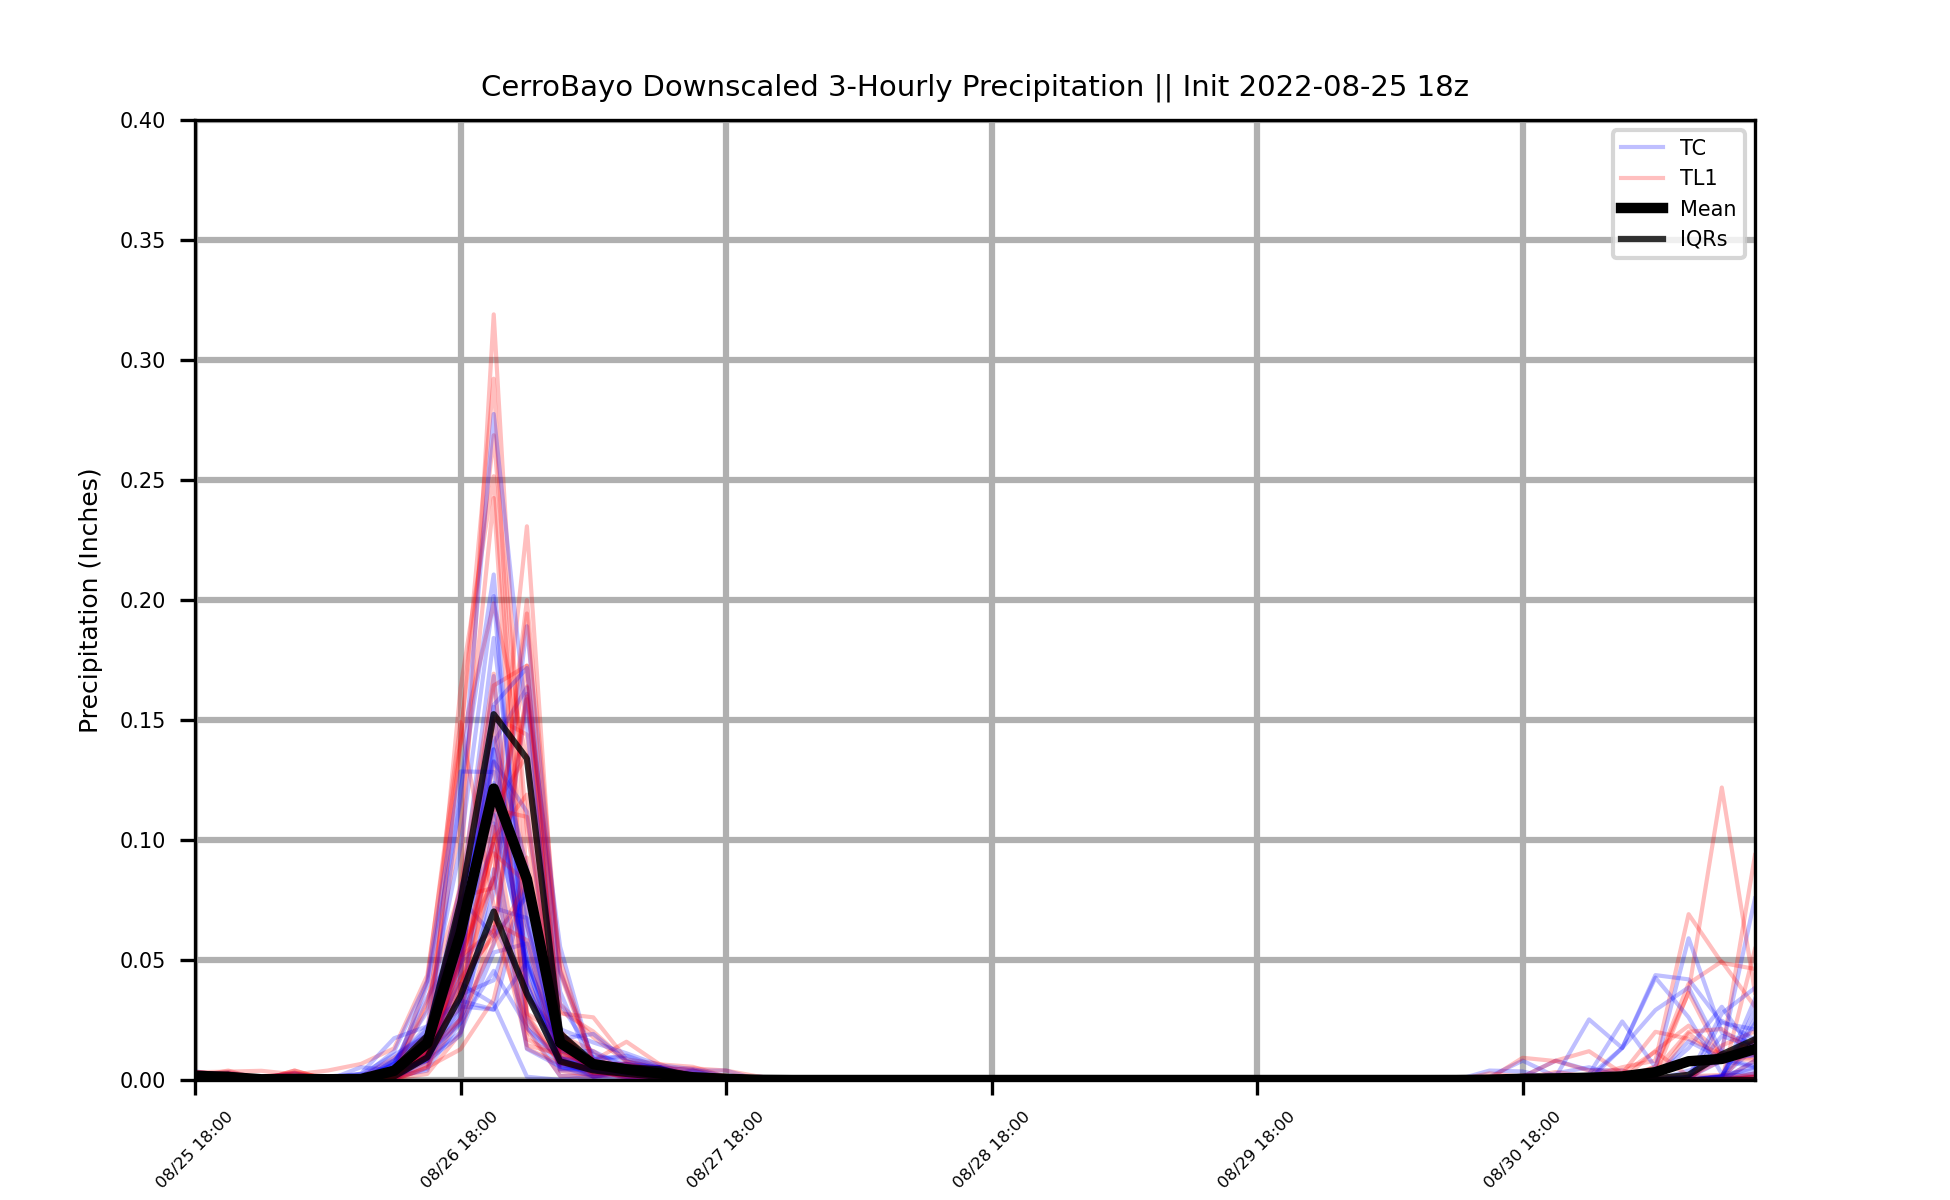 CerroBayo Downscaled 3-Hourly Precipitation || Init 2022-08-25 18z
0.40
0.35
0.30
0.25
0.20
0.15
0.10
0.05
0.00
Precipitation (Inches)
TC
TL1
Mean
IQRs
08/25 18:00
08/26 18:00
08/27 18:00
08/28 18:00
08/29 18:00
08/30 18:00